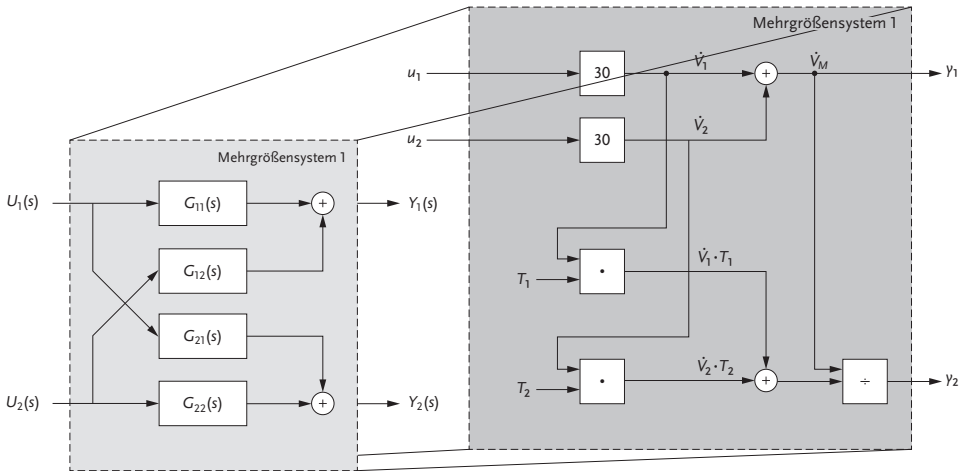 Mehrgrößensystem 1
u₁
30
V̇₁
+
V̇_M
y₁
u₂
30
V̇₂
T₁
·
V̇₁·T₁
T₂
·
V̇₂·T₂
+
÷
y₂
Mehrgrößensystem 1
U₁(s)
G₁₁(s)
+
Y₁(s)
G₁₂(s)
G₂₁(s)
U₂(s)
G₂₂(s)
+
Y₂(s)